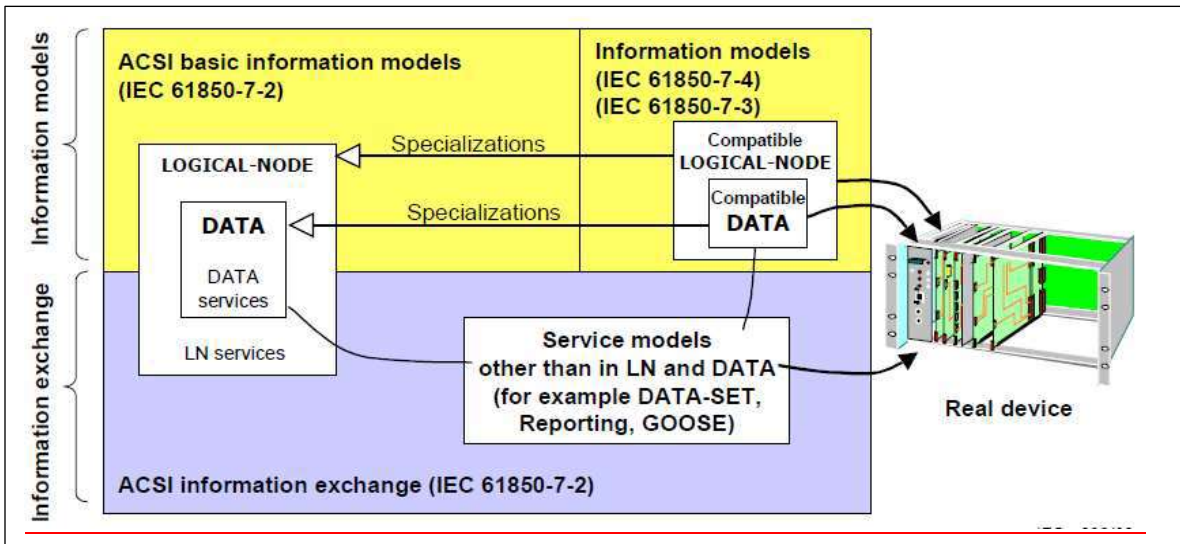 Information models
ACSI basic information models
(IEC 61850-7-2)
Information models
(IEC 61850-7-4)
(IEC 61850-7-3)
Specializations
Compatible
LOGICAL-NODE
LOGICAL-NODE
Specializations
Compatible
DATA
DATA
DATA
services
LN services
Information exchange
Service models
other than in LN and DATA
(for example DATA-SET,
Reporting, GOOSE)
Real device
ACSI information exchange (IEC 61850-7-2)